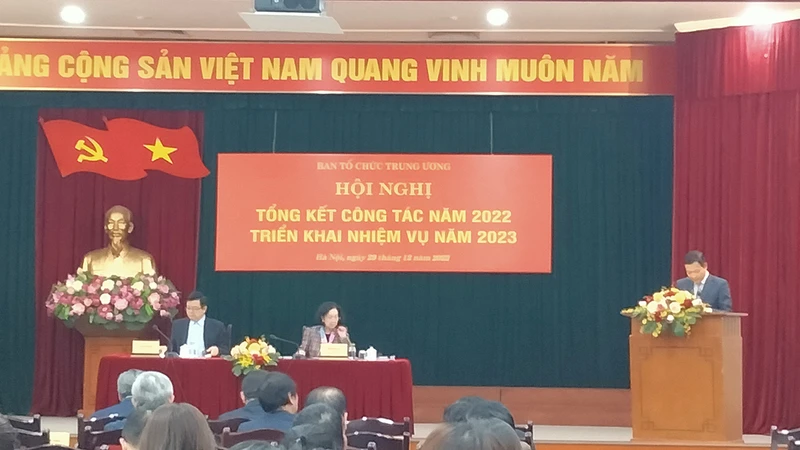 ẢNG CỘNG SẢN VIỆT NAM QUANG VINH MUÔN NĂM
BAN TỔ CHỨC TRUNG ƯƠNG
HỘI NGHỊ
TỔNG KẾT CÔNG TÁC NĂM 2022
TRIỂN KHAI NHIỆM VỤ NĂM 2023
Hà Nội, ngày 28 tháng 12 năm 2022